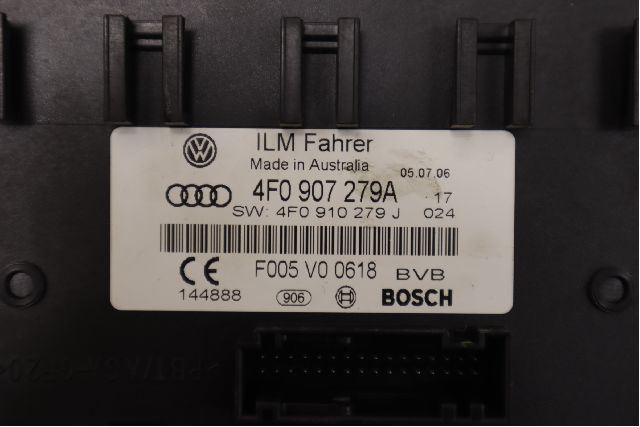 ILM Fahrer
Made in Australia
05.07.06
4F0 907 279A 17
SW: 4F0 910 279 J 024
F005 V0 0618 BVB
144888 906 BOSCH